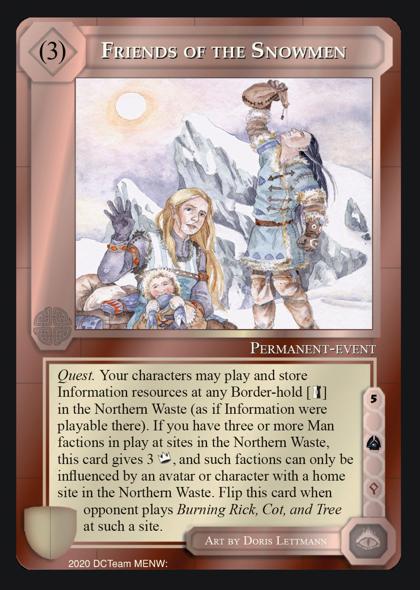 (3)
FRIENDS OF THE SNOWMEN
PERMANENT-EVENT
Quest. Your characters may play and store
Information resources at any Border-hold [ ]
in the Northern Waste (as if Information were
playable there). If you have three or more Man
factions in play at sites in the Northern Waste,
this card gives 3 , and such factions can only be
influenced by an avatar or character with a home
site in the Northern Waste. Flip this card when
opponent plays Burning Rick, Cot, and Tree
at such a site.
5
ART BY DORIS LETTMANN
2020 DCTeam MENW: